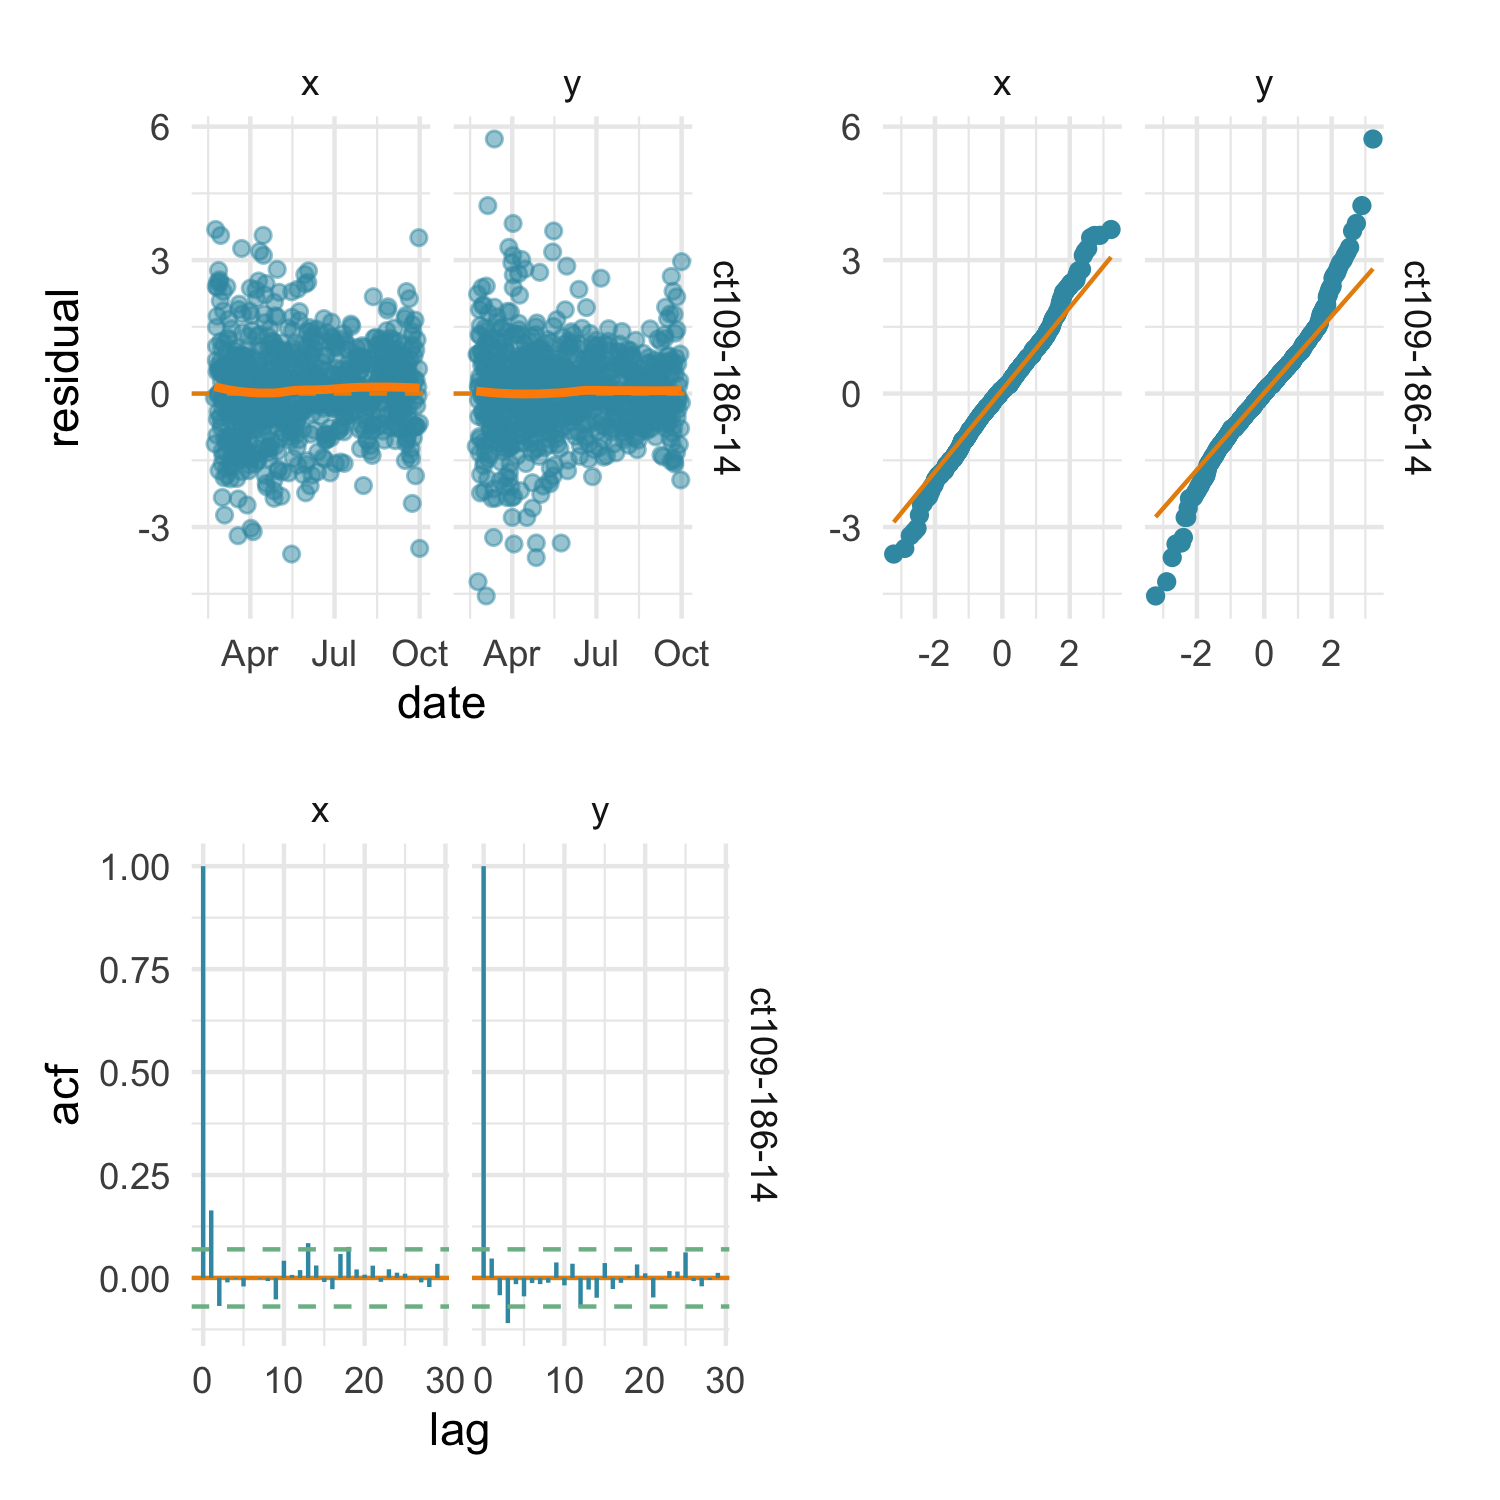 x y
6
3
0
-3
residual
ct109-186-14
Apr Jul Oct Apr Jul Oct
date
x y
6
3
0
-3
ct109-186-14
-2 0 2 -2 0 2
x y
1.00
0.75
0.50
0.25
0.00
acf
ct109-186-14
0 10 20 30 0 10 20 30
lag